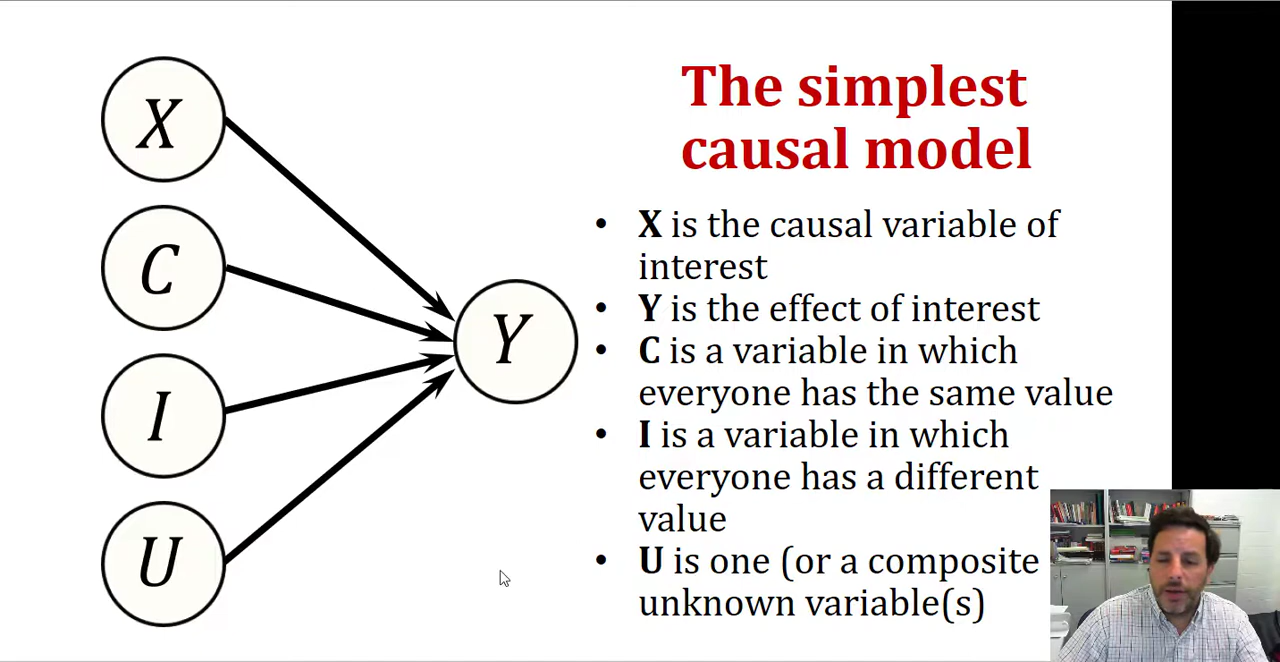 X
C
I
U
Y
The simplest
causal model
• X is the causal variable of
interest
• Y is the effect of interest
• C is a variable in which
everyone has the same value
• I is a variable in which
everyone has a different
value
• U is one (or a composite
unknown variable(s)